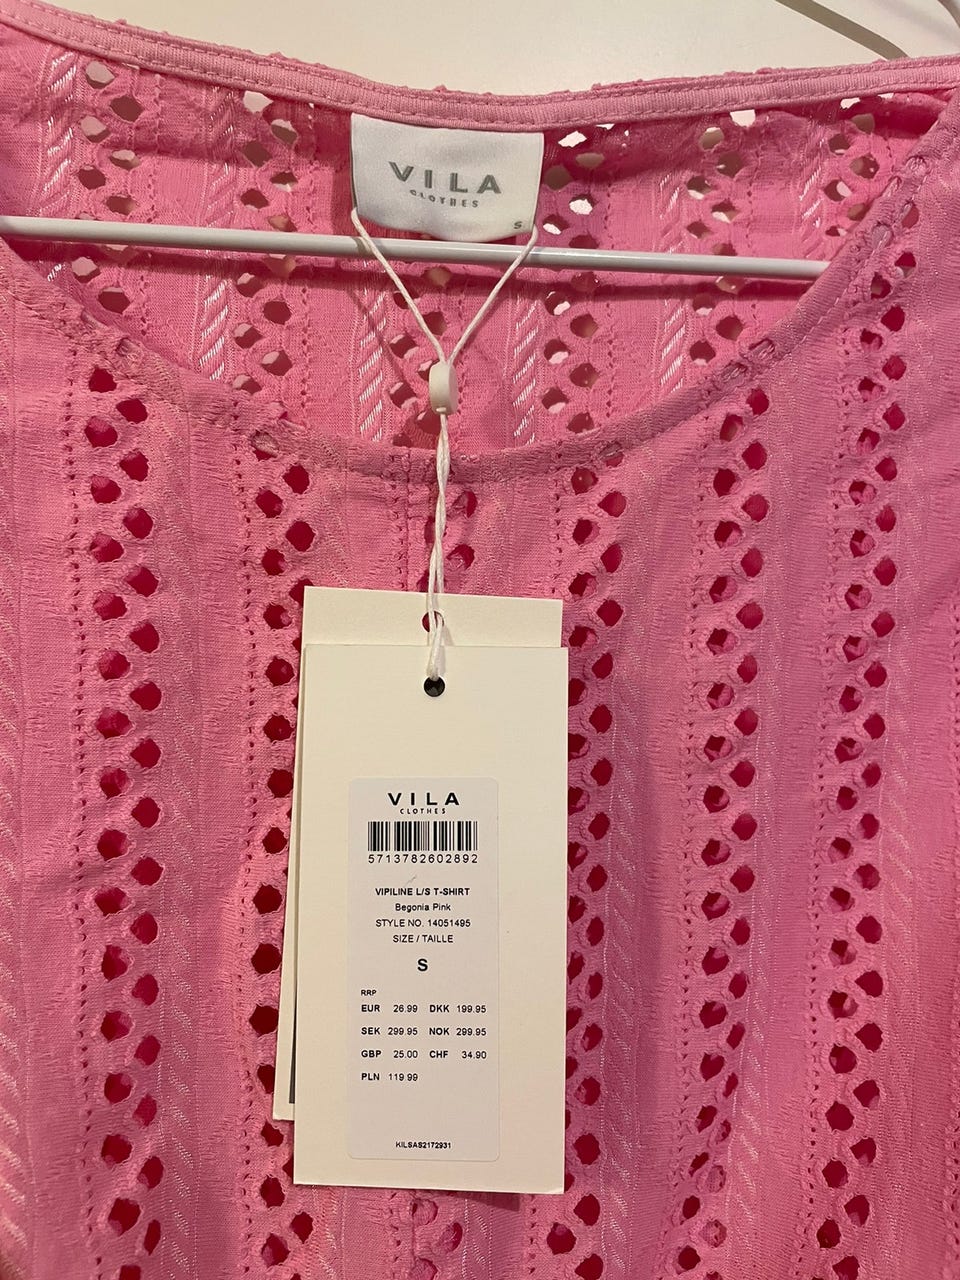 VILA
CLOTHES
S
VILA
CLOTHES
5713782602892
VIPILINE L/S T-SHIRT
Begonia Pink
STYLE NO. 14051495
SIZE / TAILLE
S
RRP
EUR 26.99 DKK 199.95
SEK 299.95 NOK 299.95
GBP 25.00 CHF 34.90
PLN 119.99
KILSAS2172931